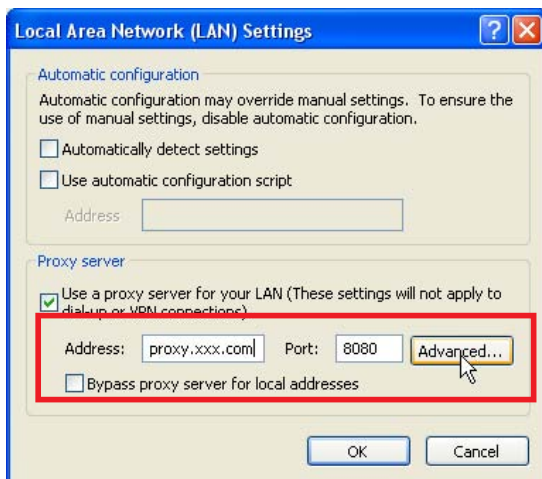 Local Area Network (LAN) Settings
Automatic configuration
Automatic configuration may override manual settings. To ensure the
use of manual settings, disable automatic configuration.
Automatically detect settings
Use automatic configuration script
Address
Proxy server
Use a proxy server for your LAN (These settings will not apply to
dial-up or VPN connections)
Address: proxy.xxx.com Port: 8080 Advanced...
Bypass proxy server for local addresses
OK Cancel